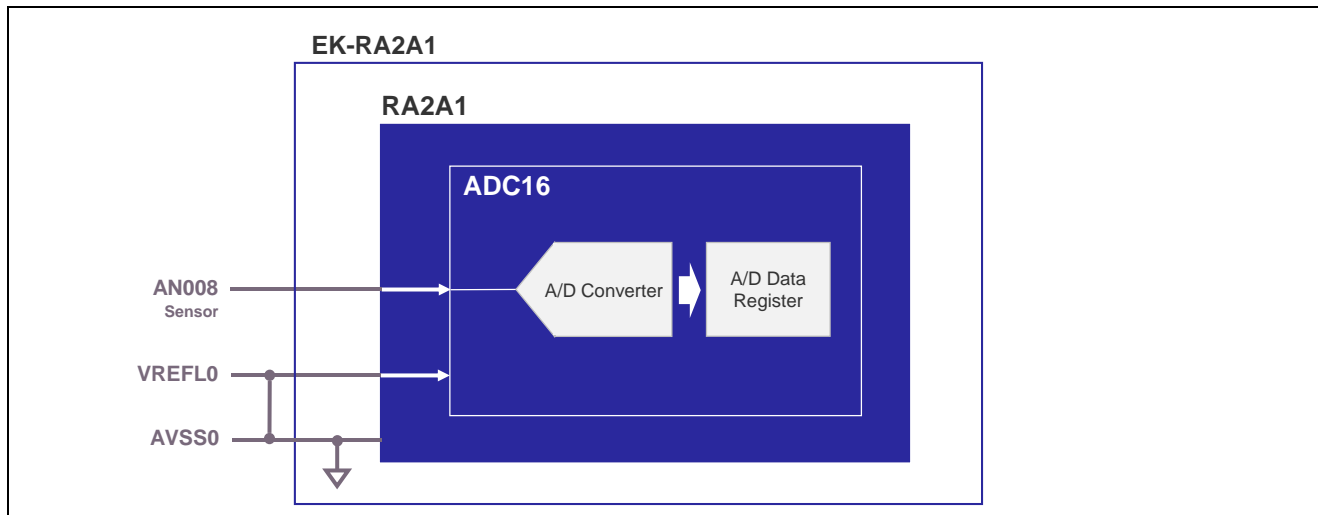 EK-RA2A1
RA2A1
ADC16
A/D Converter
A/D Data
Register
AN008
Sensor
VREFL0
AVSS0